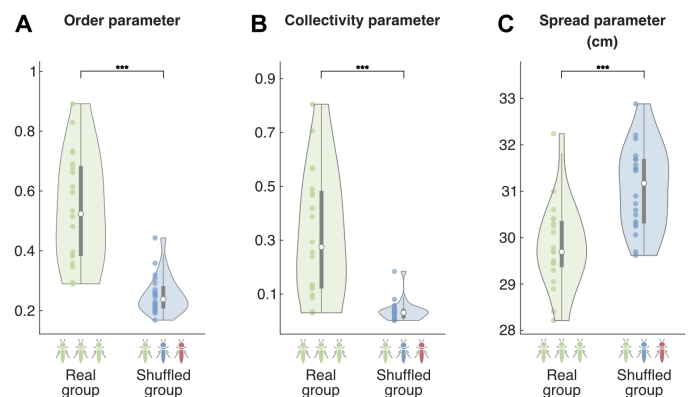 A
Order parameter
1
0.8
0.6
0.4
0.2
***
Real
group
Shuffled
group
B
Collectivity parameter
0.9
0.7
0.5
0.3
0.1
***
Real
group
Shuffled
group
C
Spread parameter
(cm)
33
32
31
30
29
28
***
Real
group
Shuffled
group